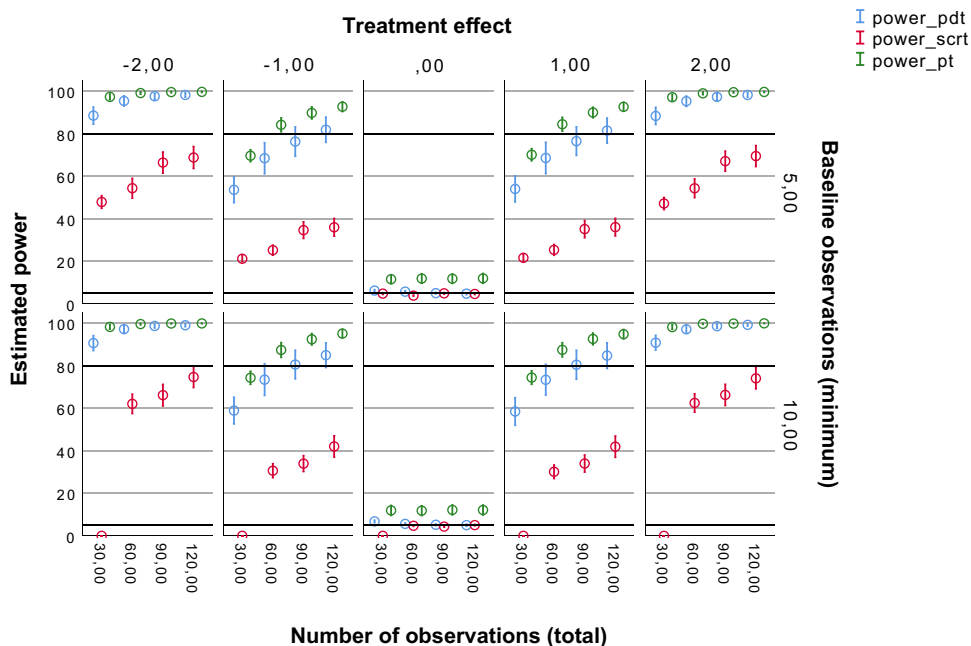 Treatment effect
power_pdt
power_scrt
power_pt
-2,00 -1,00 ,00 1,00 2,00
100
80
60
40
20
0
5,00
100
80
60
40
20
0
10,00
Estimated power
Baseline observations (minimum)
30,00 60,00 90,00 120,00 30,00 60,00 90,00 120,00 30,00 60,00 90,00 120,00 30,00 60,00 90,00 120,00 30,00 60,00 90,00 120,00
Number of observations (total)